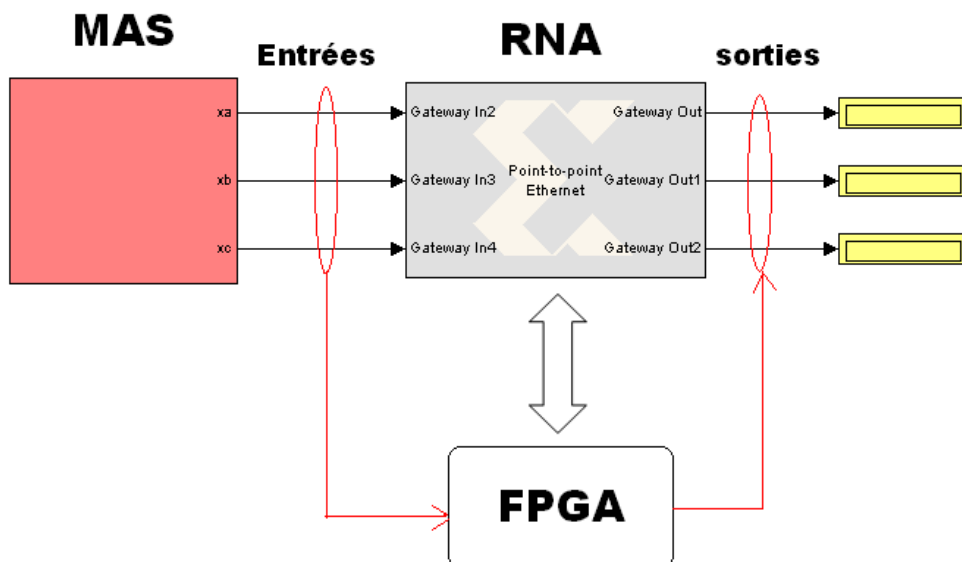 MAS
Entrées
RNA
sorties
xa
Gateway In2
Gateway Out
xb
Gateway In3
Point-to-point
Ethernet
Gateway Out1
xc
Gateway In4
Gateway Out2
FPGA